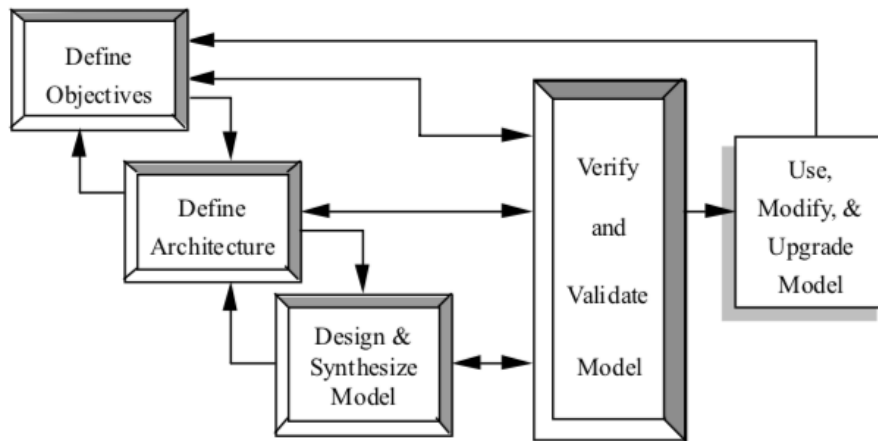 Define
Objectives
Define
Architecture
Design &
Synthesize
Model
Verify
and
Validate
Model
Use,
Modify, &
Upgrade
Model